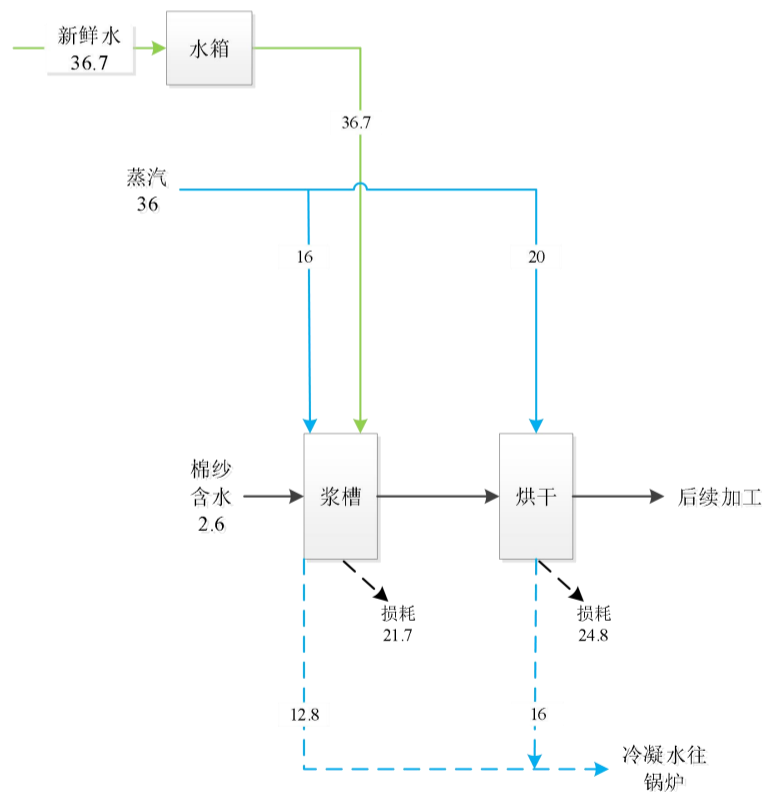 新鲜水
36.7
水箱
36.7
蒸汽
36
16
20
棉纱
含水
2.6
浆槽
烘干
后续加工
损耗
21.7
损耗
24.8
12.8
16
冷凝水往
锅炉